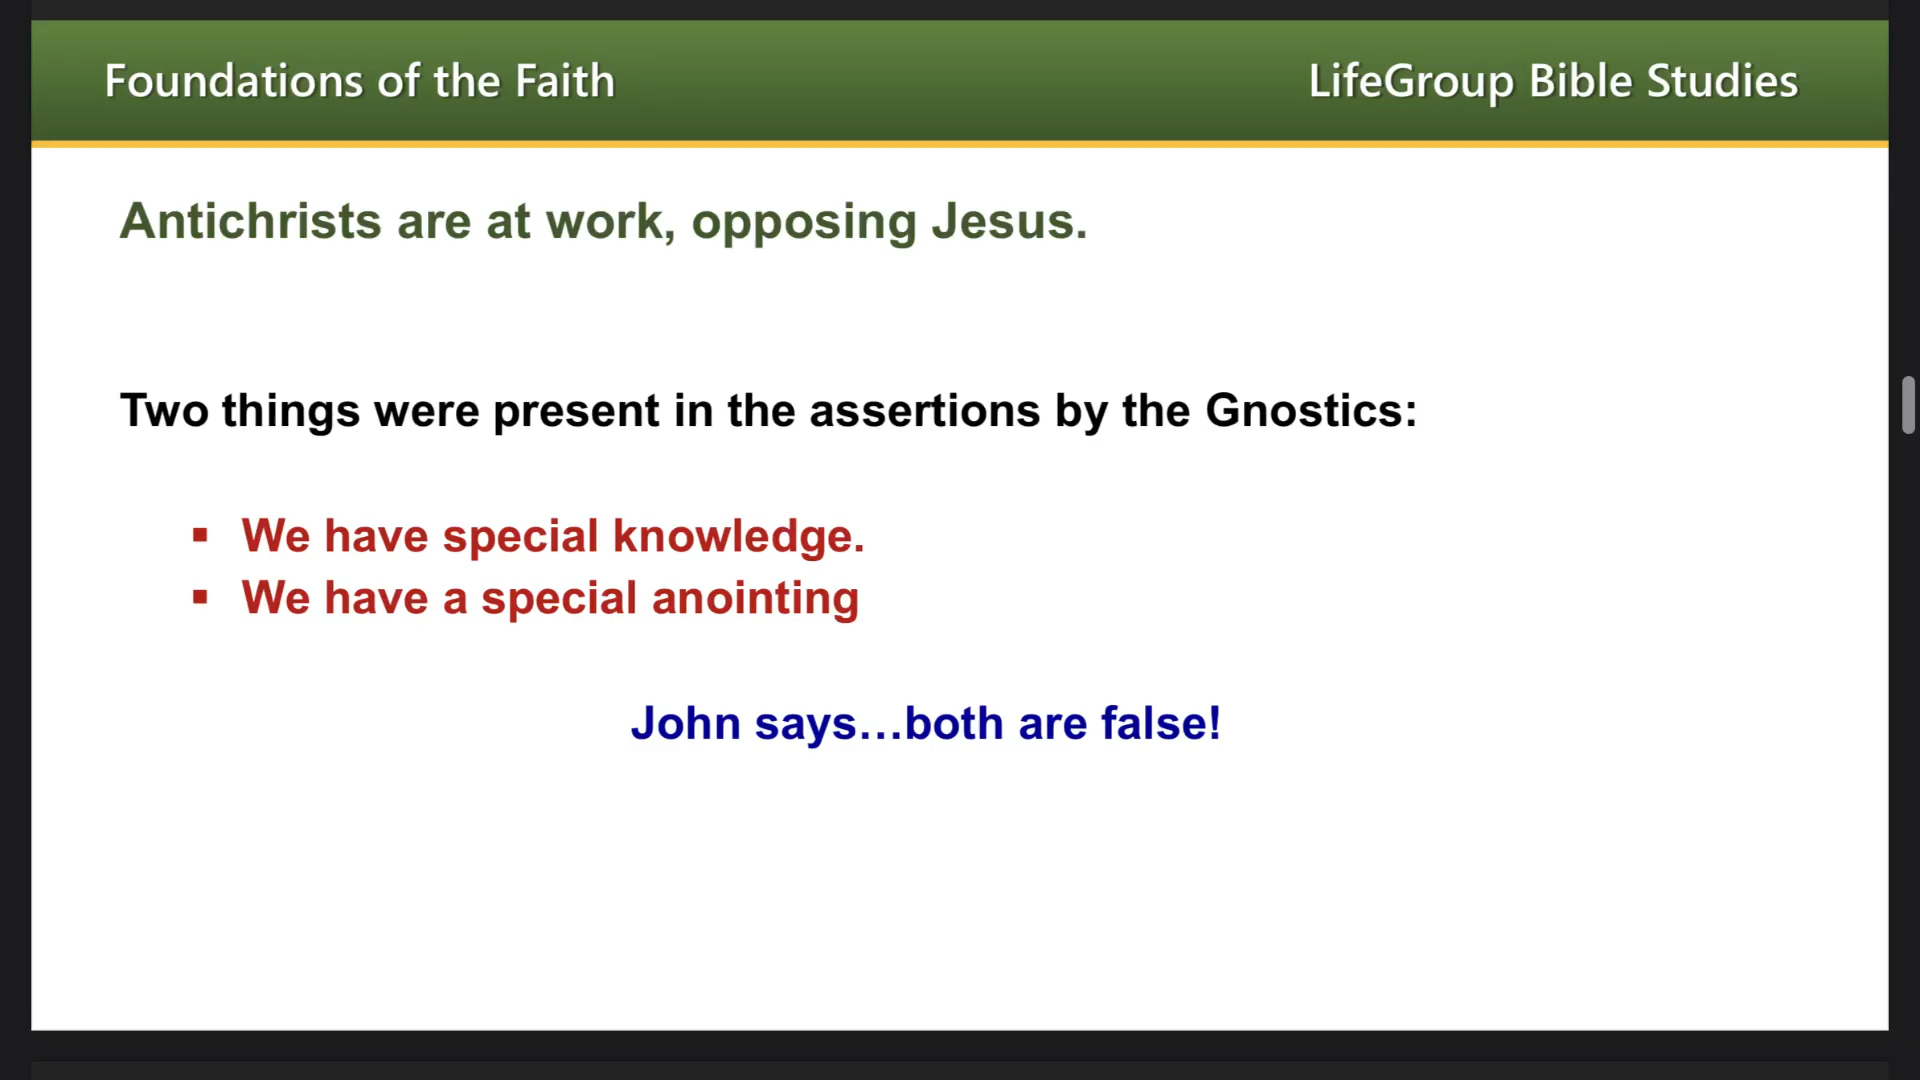 Foundations of the Faith
LifeGroup Bible Studies
Antichrists are at work, opposing Jesus.
Two things were present in the assertions by the Gnostics:
▪ We have special knowledge.
▪ We have a special anointing
John says…both are false!